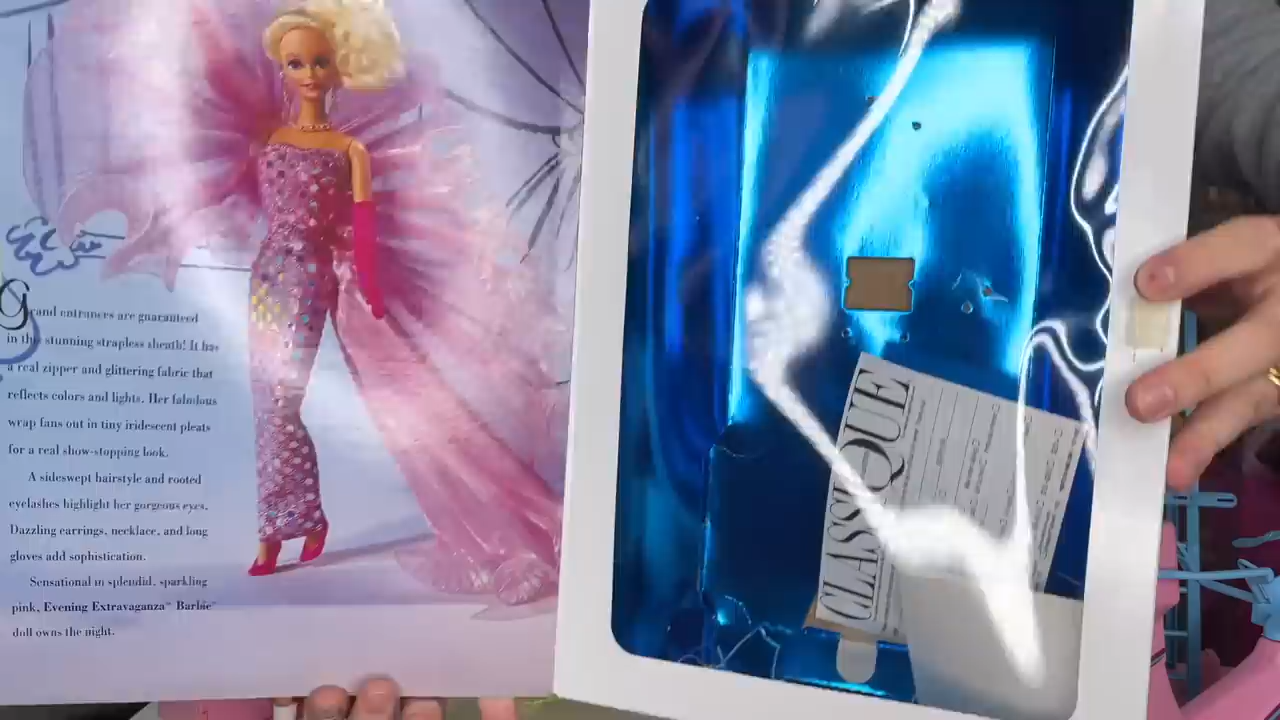 Grand entrances are guaranteed
in this stunning strapless sheath! It has
a real zipper and glittering fabric that
reflects colors and lights. Her fabulous
wrap fans out in tiny iridescent pleats
for a real show-stopping look.
A sideswept hairstyle and rooted
eyelashes highlight her gorgeous eyes.
Dazzling earrings, necklace, and long
gloves add sophistication.
Sensational in splendid, sparkling
pink, Evening Extravaganza™ Barbie®
doll owns the night.
CLASSIQUE